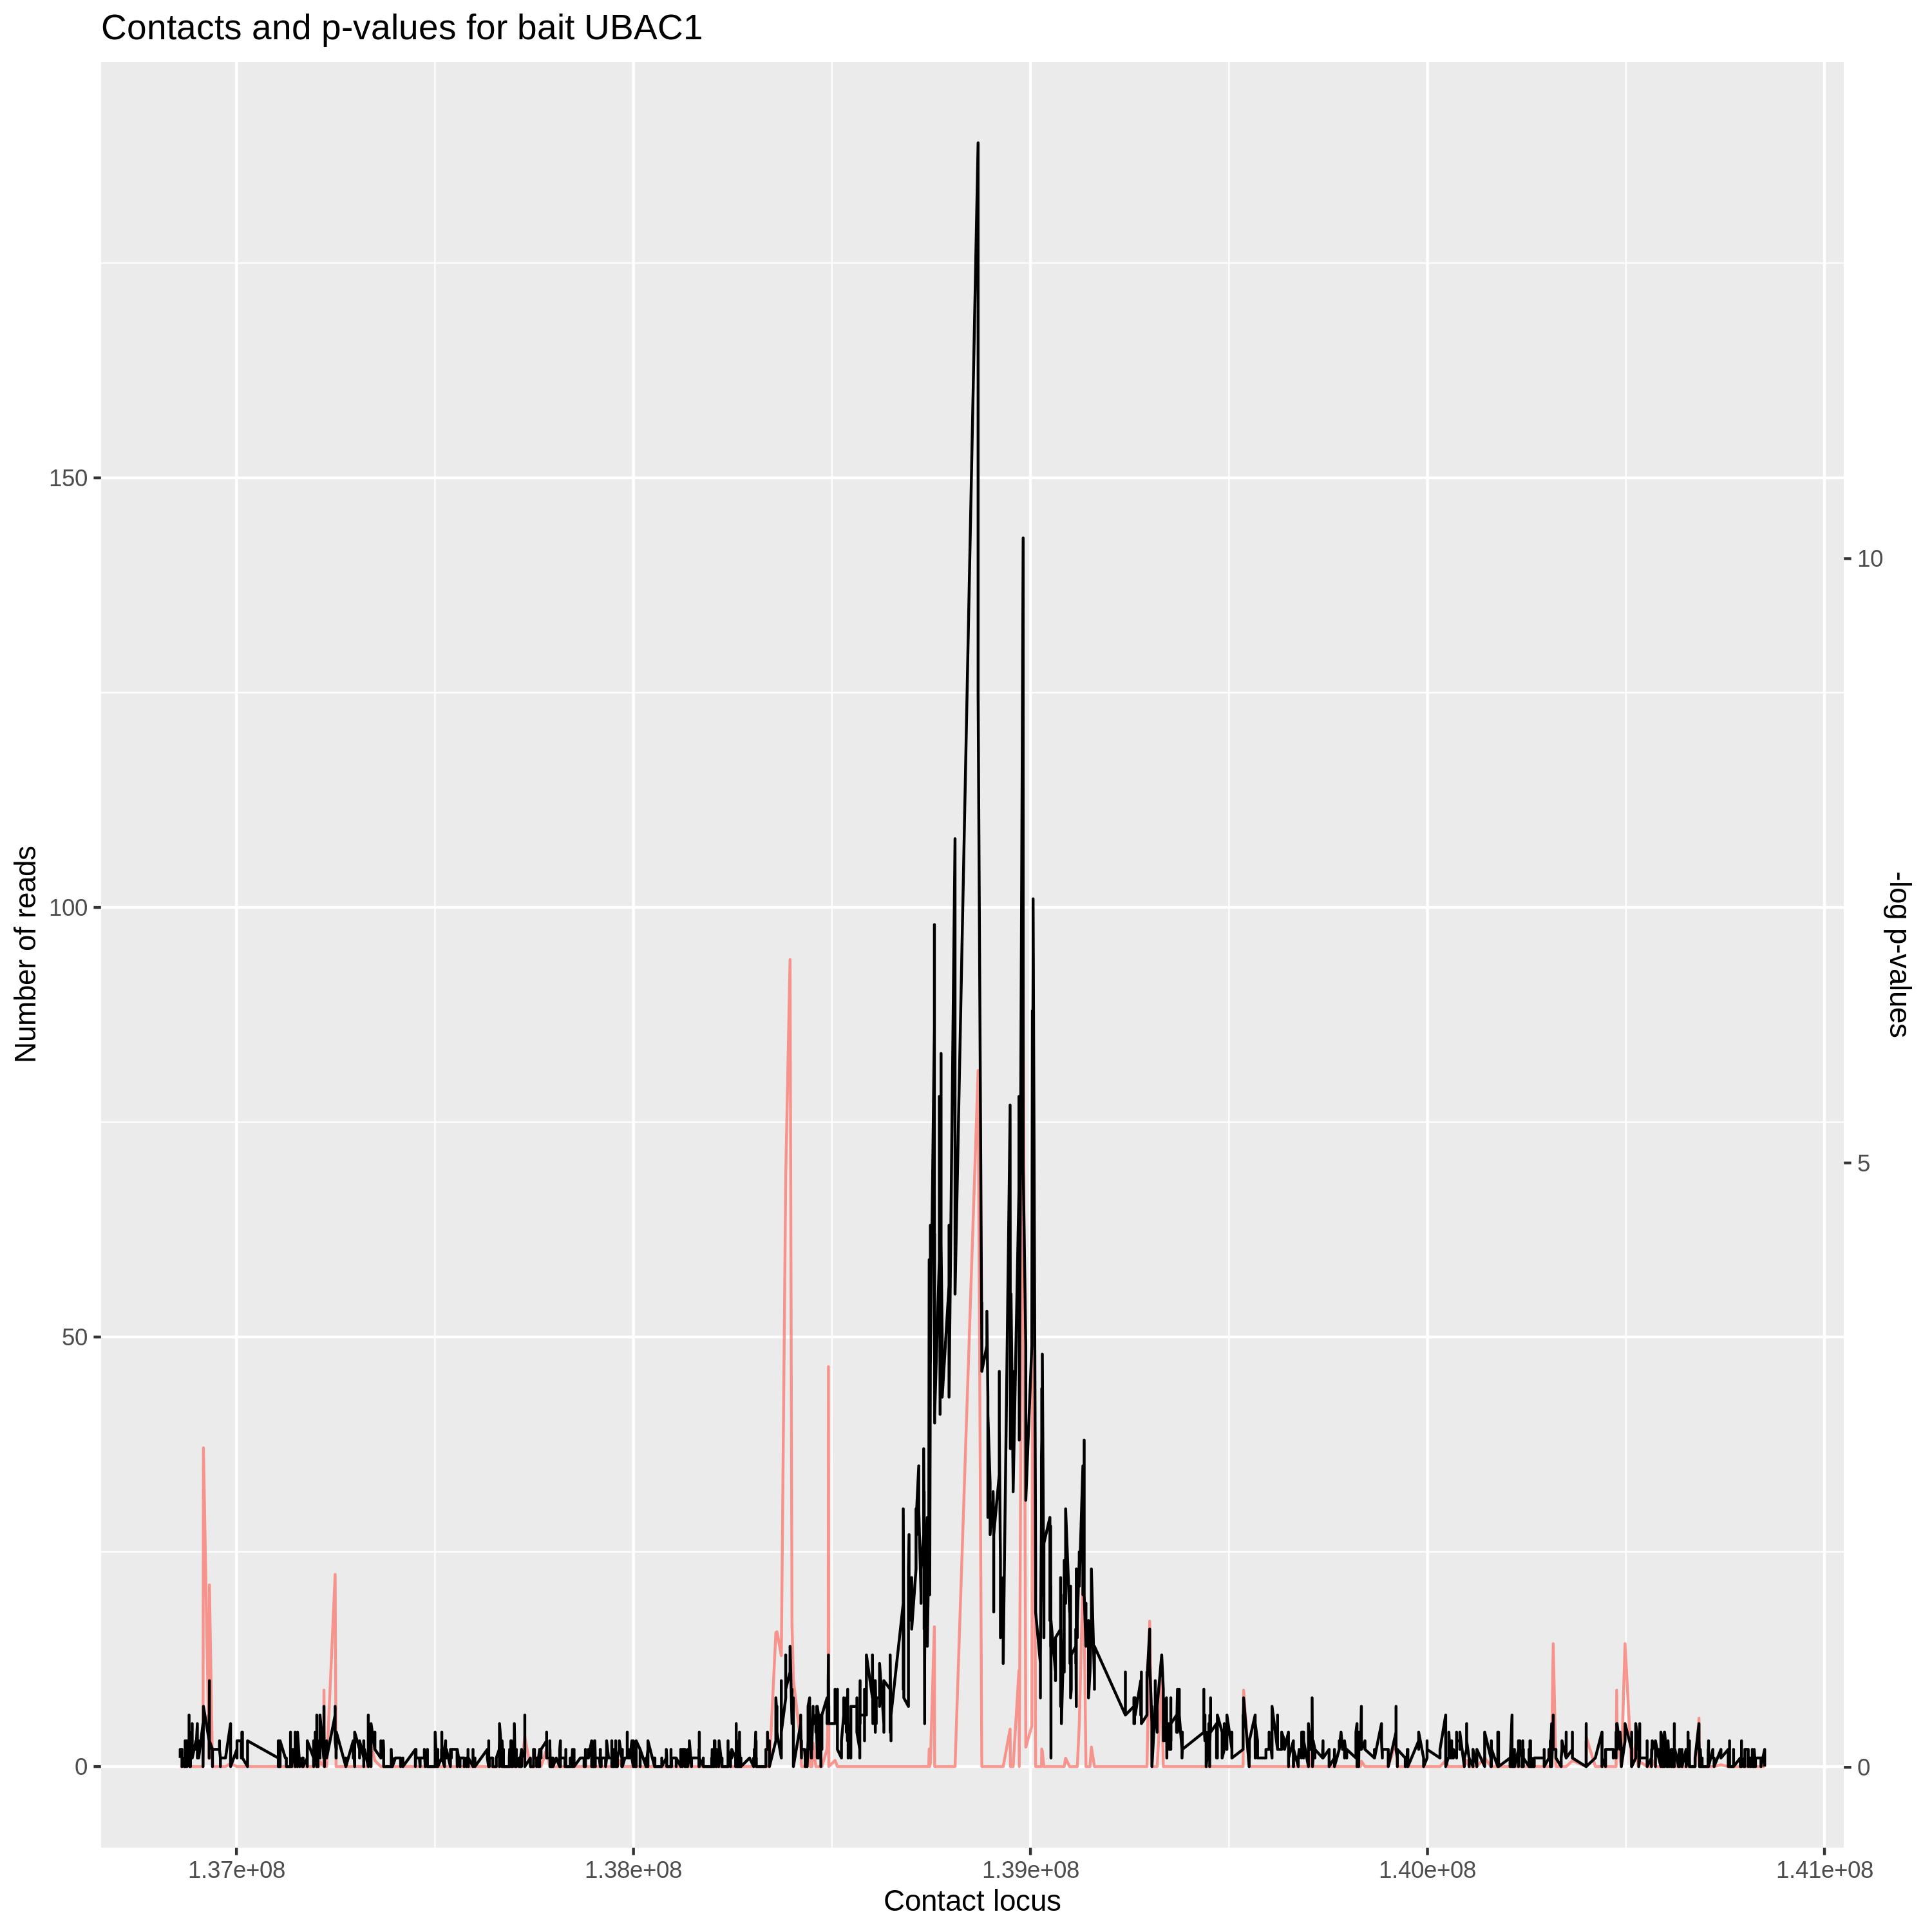 Contacts and p-values for bait UBAC1
150
100
50
0
Number of reads
10
5
0
-log p-values
1.37e+08
1.38e+08
1.39e+08
1.40e+08
1.41e+08
Contact locus